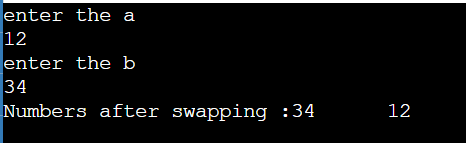 enter the a
12
enter the b
34
Numbers after swapping :34      12